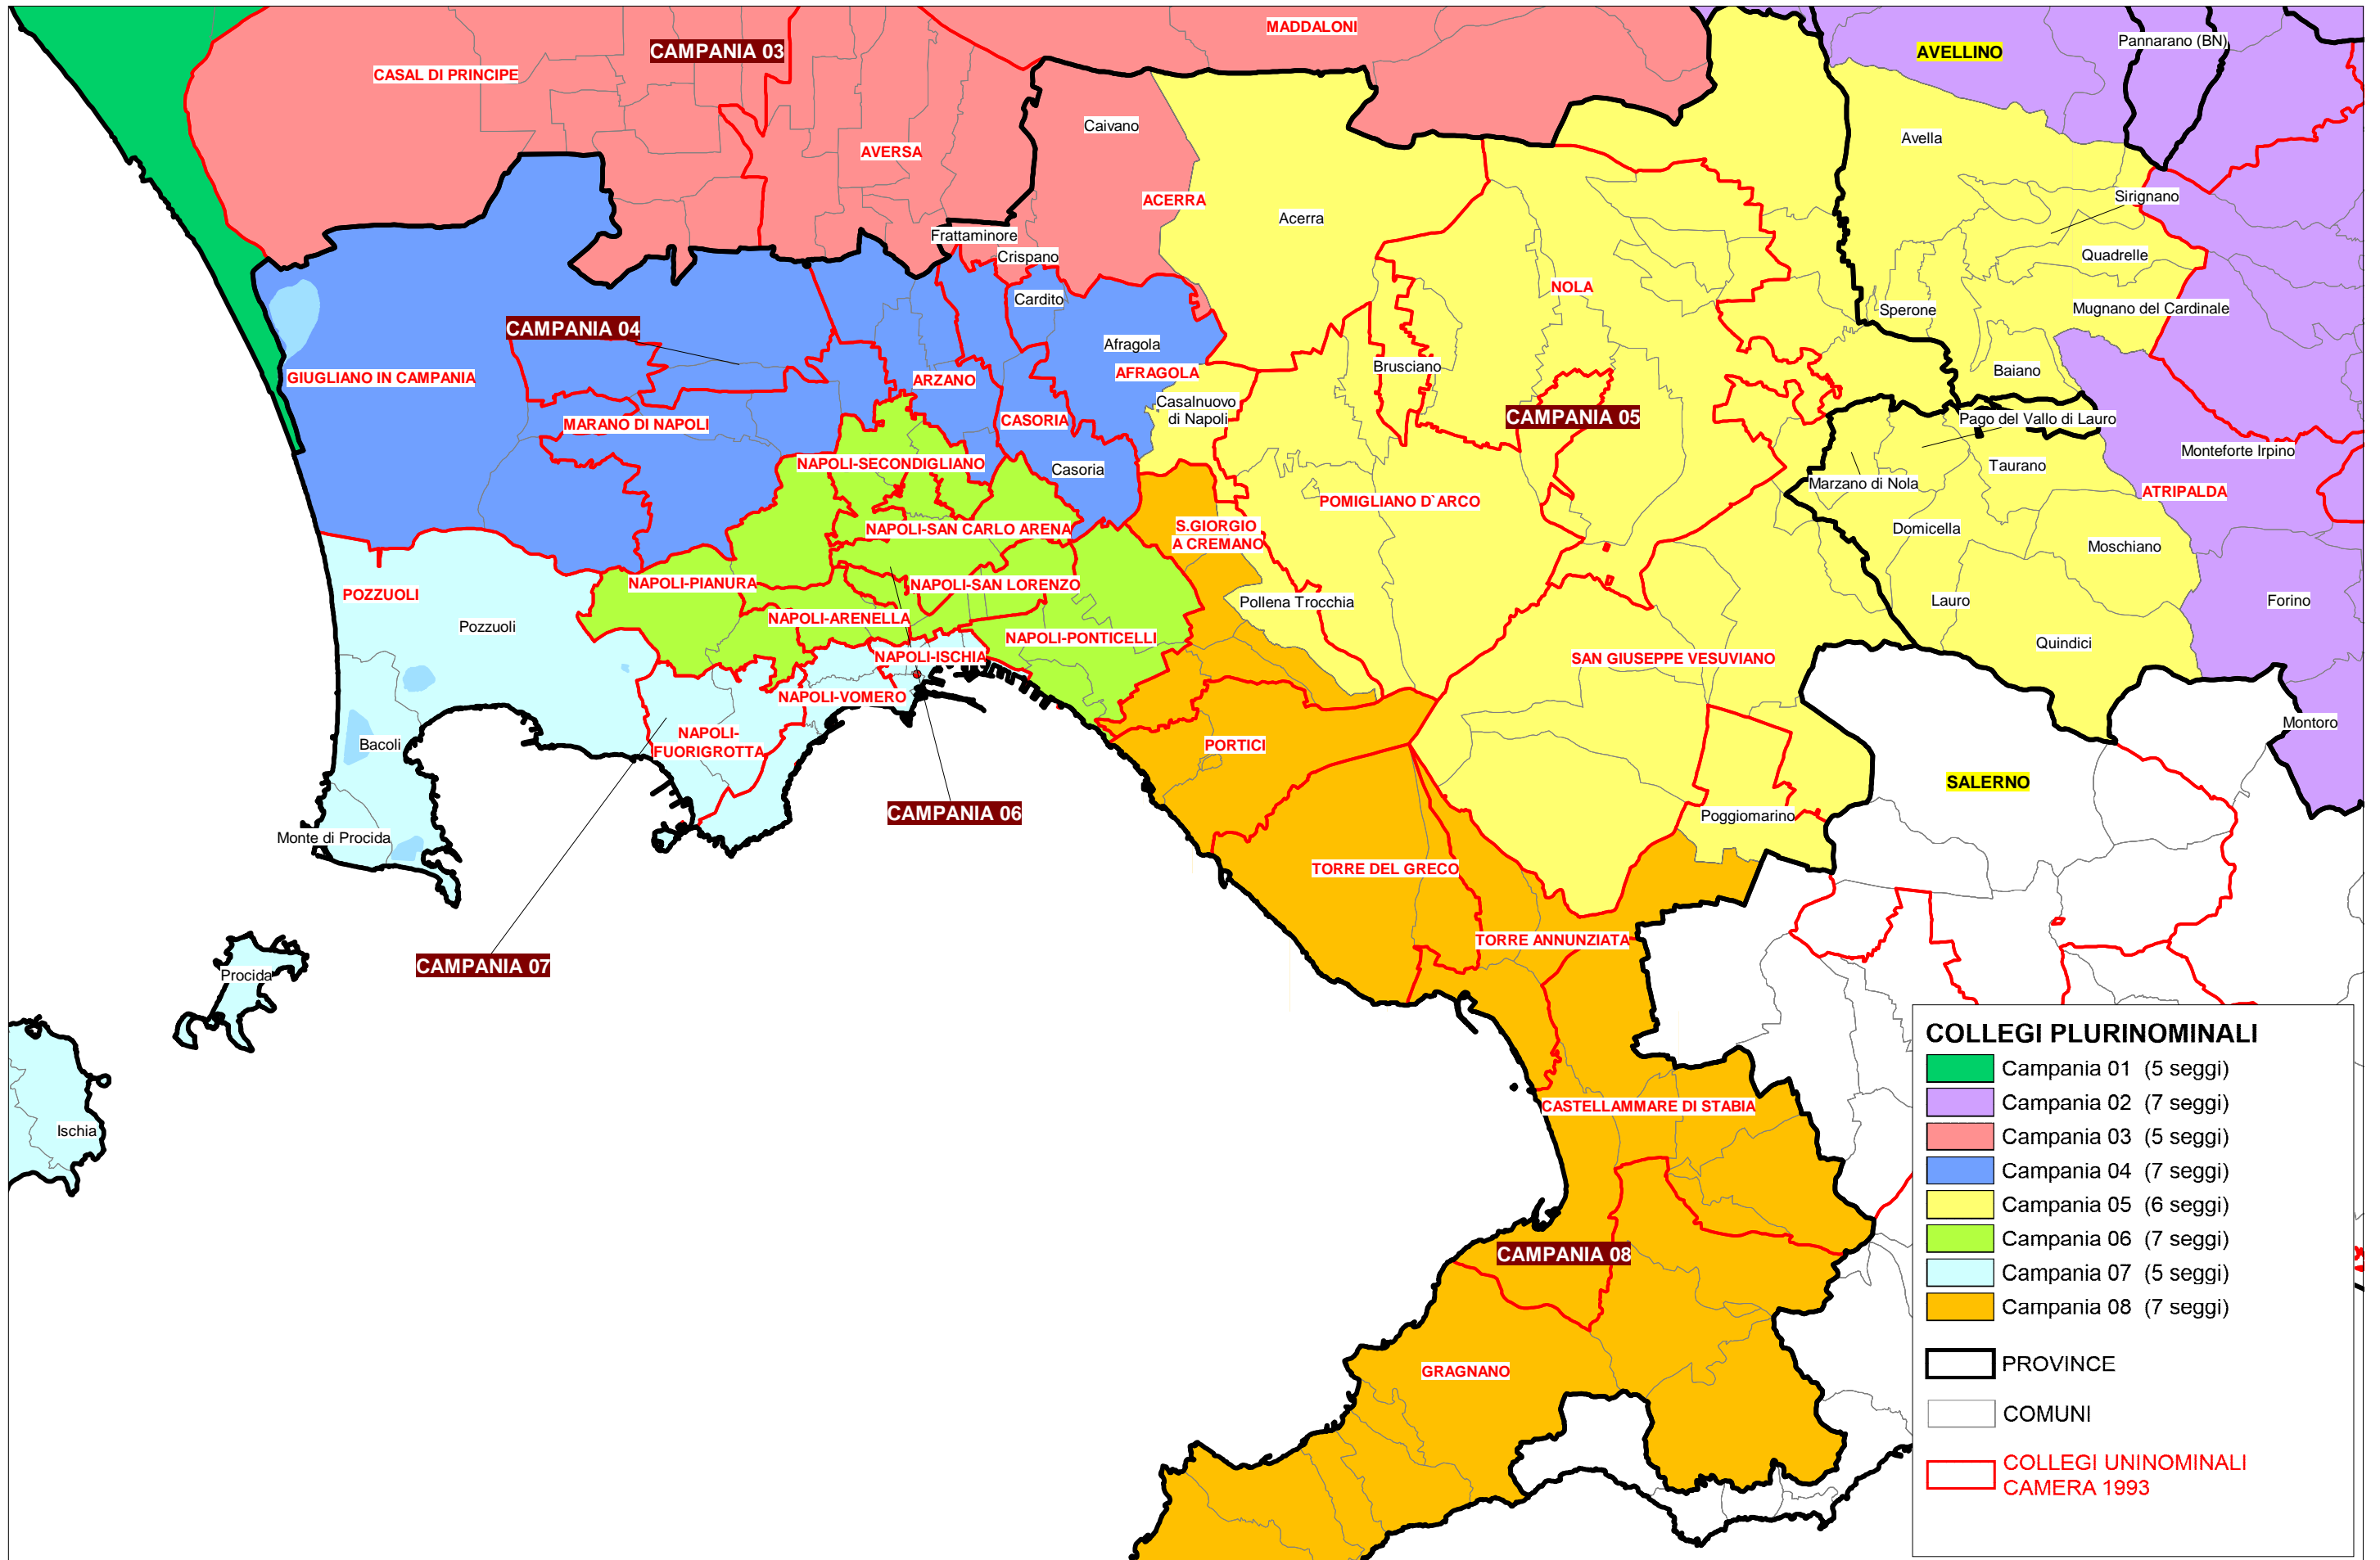 MADDALONI
CAMPANIA 03
AVELLINO
Pannarano (BN)
CASAL DI PRINCIPE
Caivano
Avella
AVERSA
ACERRA
Acerra
Sirignano
Frattaminore
Crispano
Quadrelle
NOLA
Cardito
Sperone
Mugnano del Cardinale
CAMPANIA 04
Afragola
Brusciano
Baiano
GIUGLIANO IN CAMPANIA
ARZANO
AFRAGOLA
Casalnuovo
di Napoli
CAMPANIA 05
Pago del Vallo di Lauro
MARANO DI NAPOLI
CASORIA
Monteforte Irpino
NAPOLI-SECONDIGLIANO
Casoria
Taurano
Marzano di Nola
ATRIPALDA
POMIGLIANO D`ARCO
NAPOLI-SAN CARLO ARENA
S.GIORGIO
A CREMANO
Domicella
Moschiano
NAPOLI-PIANURA
NAPOLI-SAN LORENZO
POZZUOLI
Pollena Trocchia
Lauro
Forino
NAPOLI-ARENELLA
Pozzuoli
NAPOLI-PONTICELLI
Quindici
NAPOLI-ISCHIA
SAN GIUSEPPE VESUVIANO
NAPOLI-VOMERO
Montoro
NAPOLI-
FUORIGROTTA
Bacoli
PORTICI
SALERNO
CAMPANIA 06
Poggiomarino
Monte di Procida
TORRE DEL GRECO
TORRE ANNUNZIATA
CAMPANIA 07
Procida
Ischia
CASTELLAMMARE DI STABIA
CAMPANIA 08
GRAGNANO
COLLEGI PLURINOMINALI
Campania 01 (5 seggi)
Campania 02 (7 seggi)
Campania 03 (5 seggi)
Campania 04 (7 seggi)
Campania 05 (6 seggi)
Campania 06 (7 seggi)
Campania 07 (5 seggi)
Campania 08 (7 seggi)
PROVINCE
COMUNI
COLLEGI UNINOMINALI
CAMERA 1993